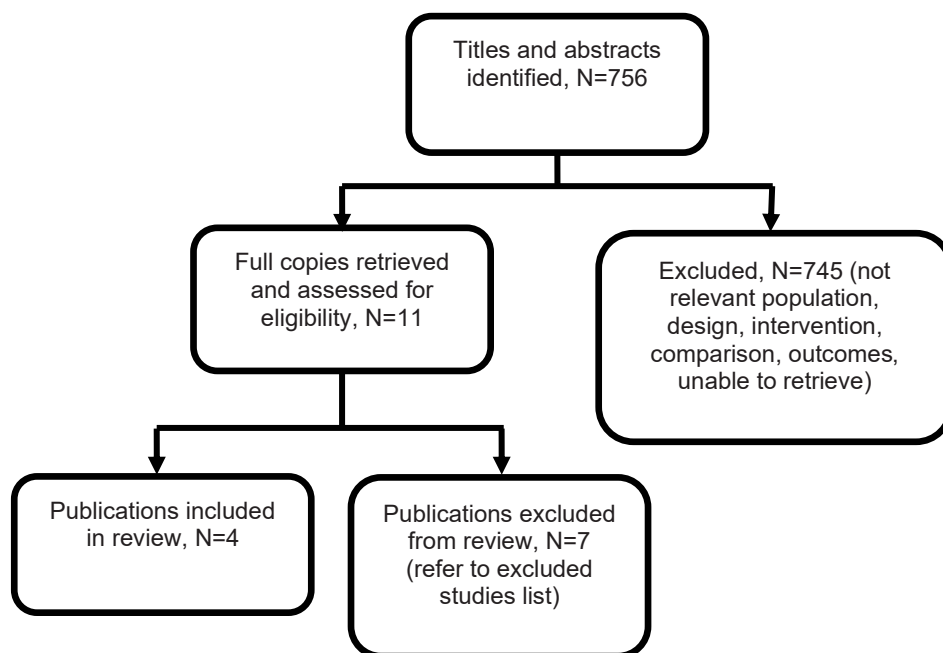 Titles and abstracts
identified, N=756
Full copies retrieved
and assessed for
eligibility, N=11
Excluded, N=745 (not
relevant population,
design, intervention,
comparison, outcomes,
unable to retrieve)
Publications included
in review, N=4
Publications excluded
from review, N=7
(refer to excluded
studies list)